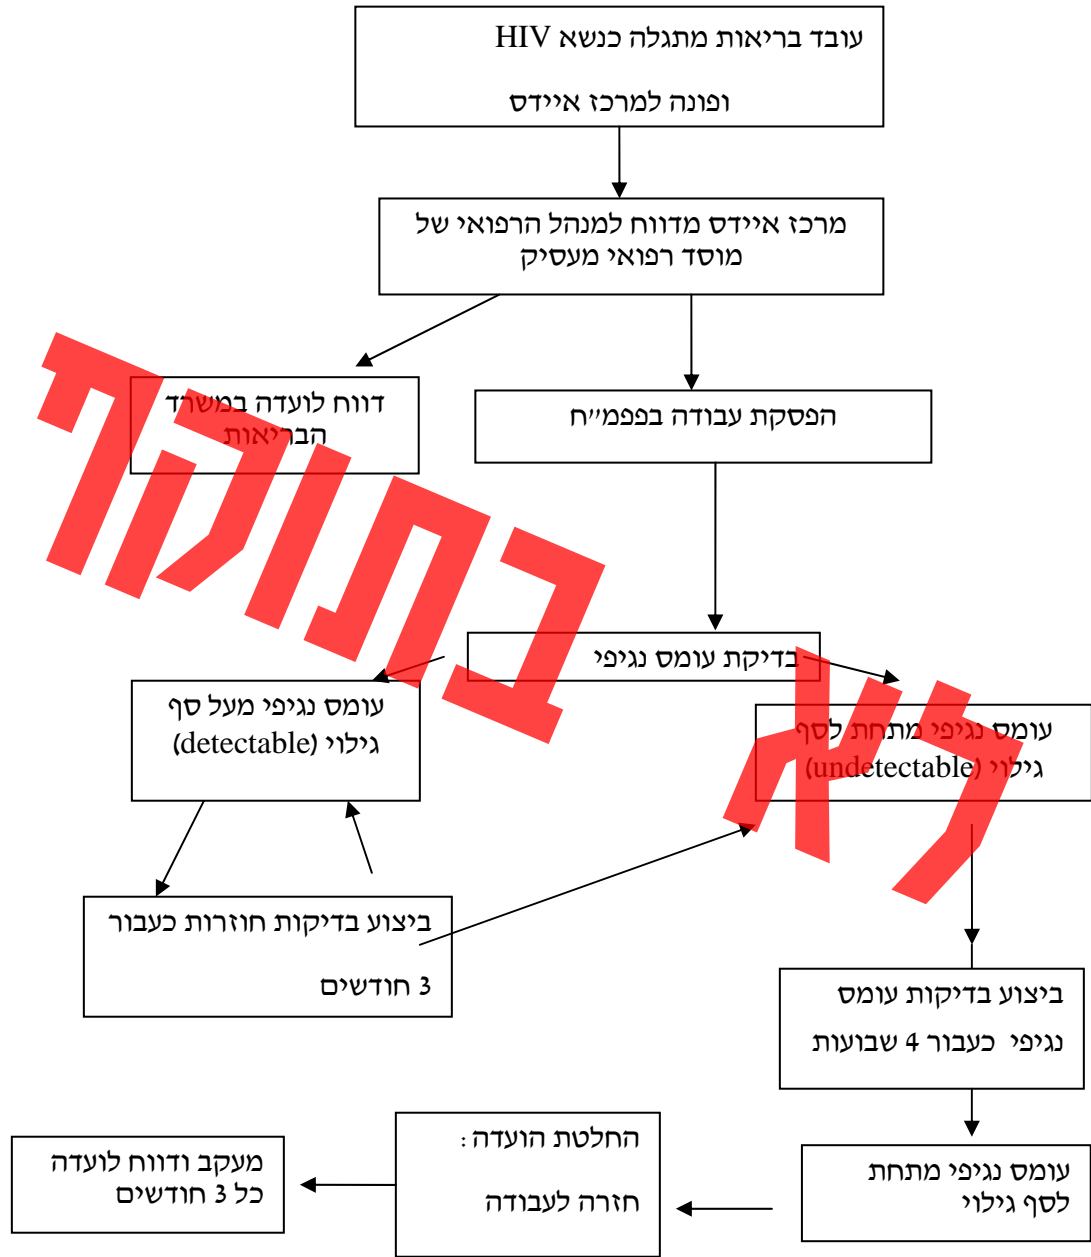 עובד בריאות מתגלה כנשא HIV
ופונה למרכז איידס
מרכז איידס מדווח למנהל הרפואי של
מוסד רפואי מעסיק
דווח לועדה במשרד
הבריאות
הפסקת עבודה בפפמ״ח
בדיקת עומס נגיפי
עומס נגיפי מעל סף
גילוי (detectable)
עומס נגיפי מתחת לסף
גילוי (undetectable)
ביצוע בדיקות חוזרות כעבור
3 חודשים
ביצוע בדיקות עומס
נגיפי כעבור 4 שבועות
עומס נגיפי מתחת
לסף גילוי
החלטת הועדה:
חזרה לעבודה
מעקב ודווח לועדה
כל 3 חודשים
לא בתוקף